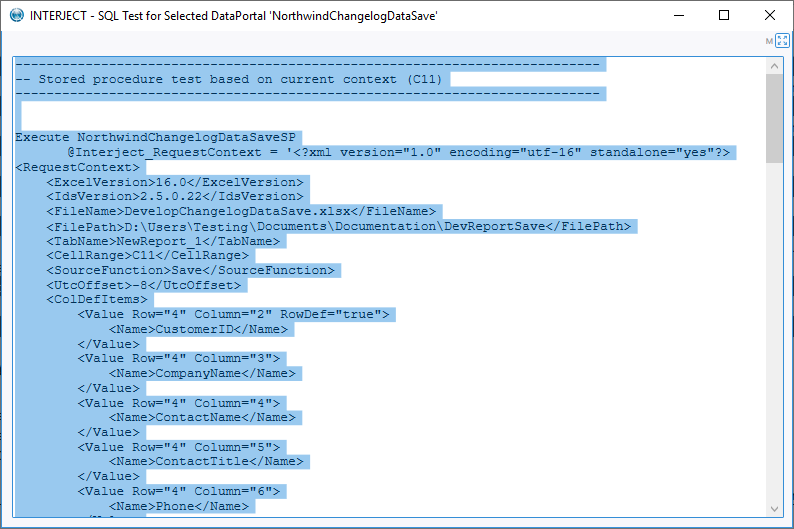 INTERJECT - SQL Test for Selected DataPortal 'NorthwindChangelogDataSave'
M
---------------------------------------------------------------------------
-- Stored procedure test based on current context (C11)
---------------------------------------------------------------------------
Execute NorthwindChangelogDataSaveSP
@Interject_RequestContext = '<?xml version="1.0" encoding="utf-16" standalone="yes"?>
<RequestContext>
<ExcelVersion>16.0</ExcelVersion>
<IdsVersion>2.5.0.22</IdsVersion>
<FileName>DevelopChangelogDataSave.xlsx</FileName>
<FilePath>D:\Users\Testing\Documents\Documentation\DevReportSave</FilePath>
<TabName>NewReport_1</TabName>
<CellRange>C11</CellRange>
<SourceFunction>Save</SourceFunction>
<UtcOffset>-8</UtcOffset>
<ColDefItems>
<Value Row="4" Column="2" RowDef="true">
<Name>CustomerID</Name>
</Value>
<Value Row="4" Column="3">
<Name>CompanyName</Name>
</Value>
<Value Row="4" Column="4">
<Name>ContactName</Name>
</Value>
<Value Row="4" Column="5">
<Name>ContactTitle</Name>
</Value>
<Value Row="4" Column="6">
<Name>Phone</Name>